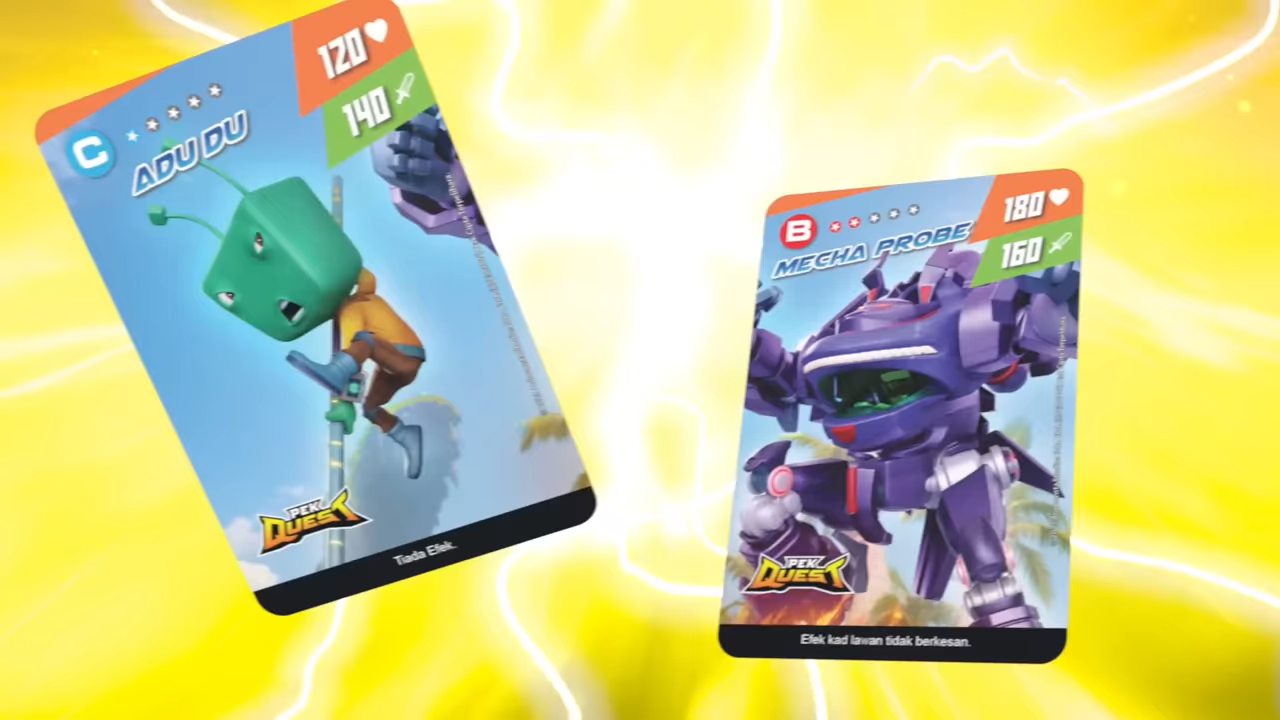 120
140
C
ADU DU
PEK
QUEST
Tiada Efek.
180
160
B
MECHA PROBE
PEK
QUEST
Efek kad lawan tidak berkesan.